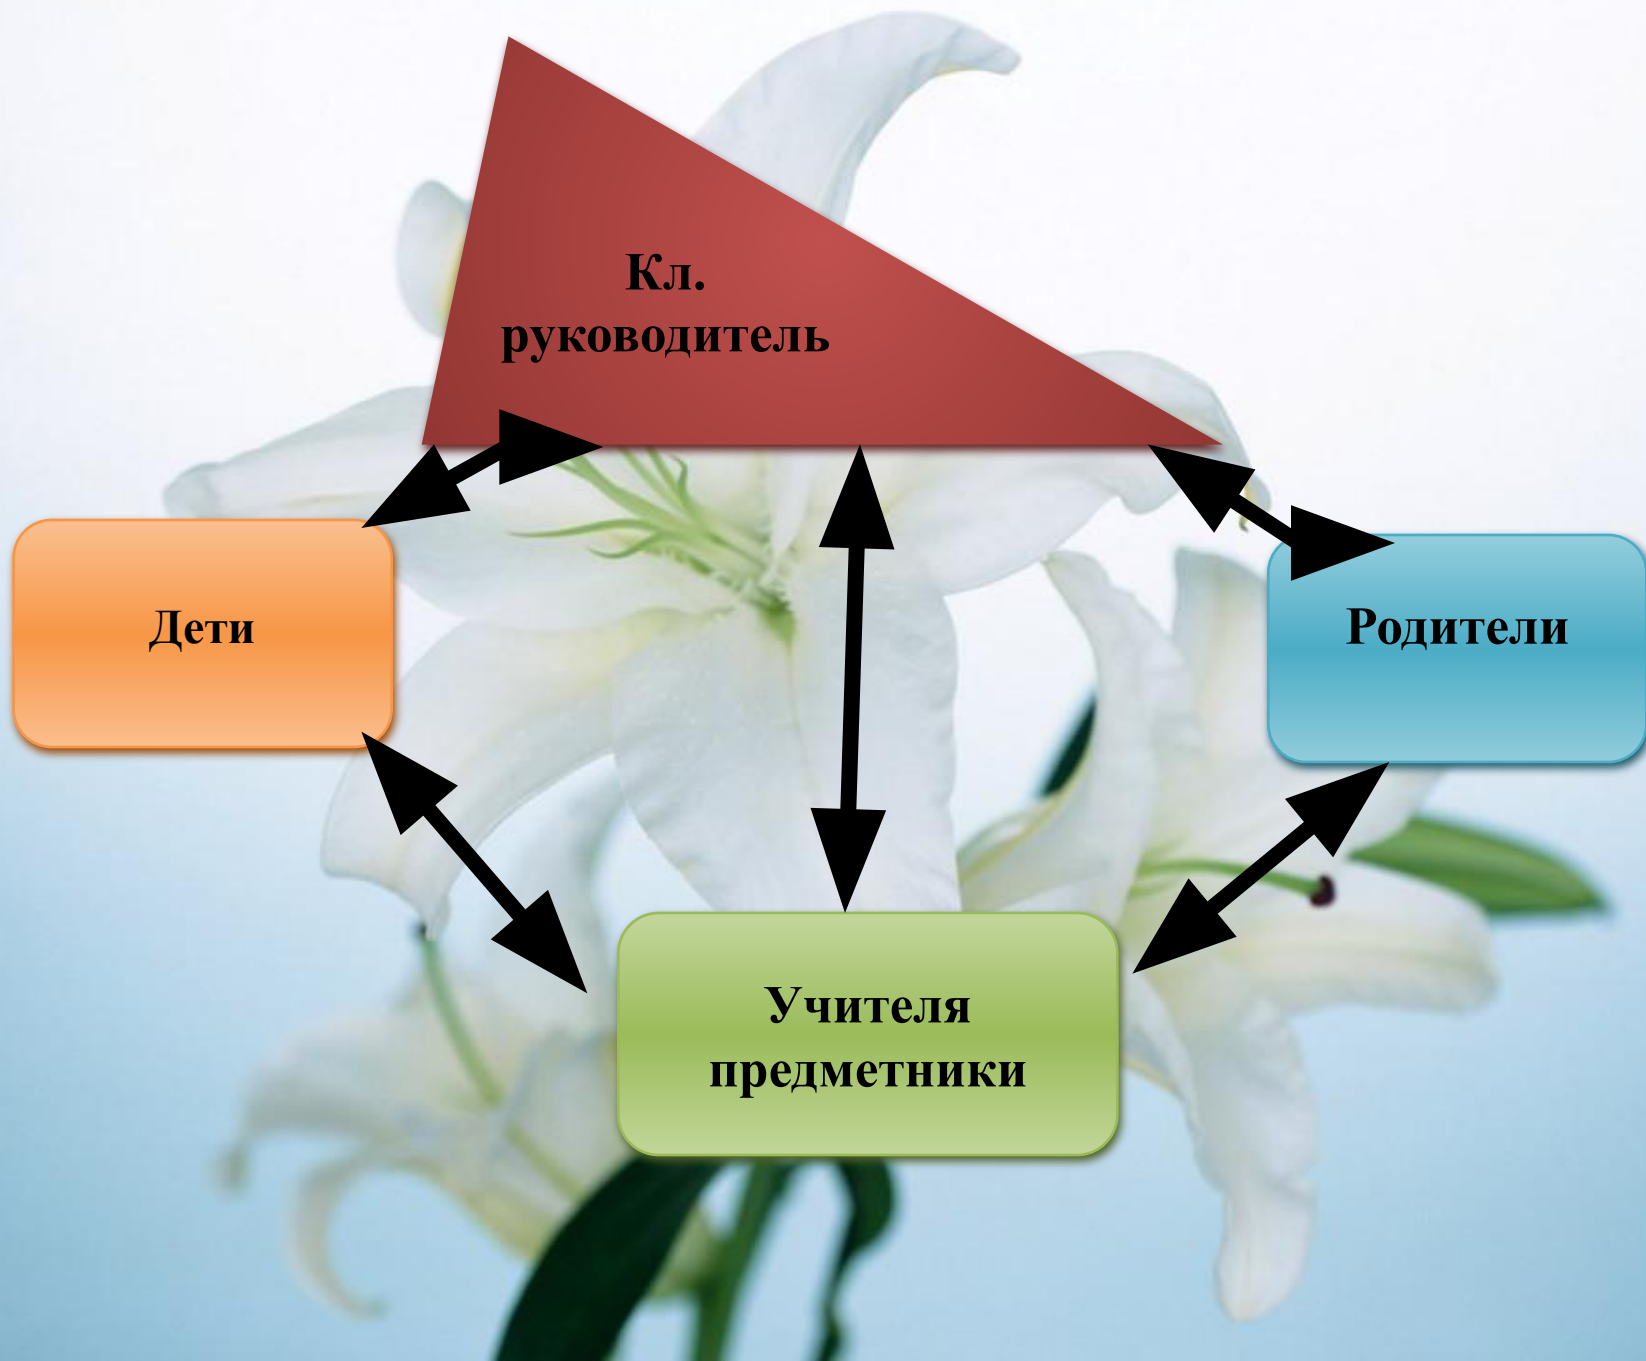 Кл.
руководитель
Дети
Родители
Учителя
предметники